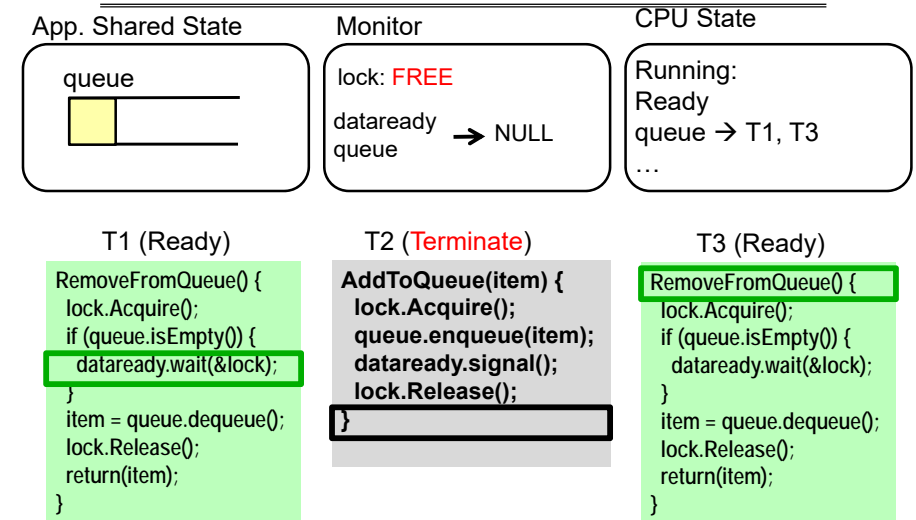 App. Shared State
queue
Monitor
lock: FREE
dataready
queue → NULL
CPU State
Running:
Ready
queue → T1, T3
…
T1 (Ready)
RemoveFromQueue() {
lock.Acquire();
if (queue.isEmpty()) {
dataready.wait(&lock);
}
item = queue.dequeue();
lock.Release();
return(item);
}
T2 (Terminate)
AddToQueue(item) {
lock.Acquire();
queue.enqueue(item);
dataready.signal();
lock.Release();
}
T3 (Ready)
RemoveFromQueue() {
lock.Acquire();
if (queue.isEmpty()) {
dataready.wait(&lock);
}
item = queue.dequeue();
lock.Release();
return(item);
}